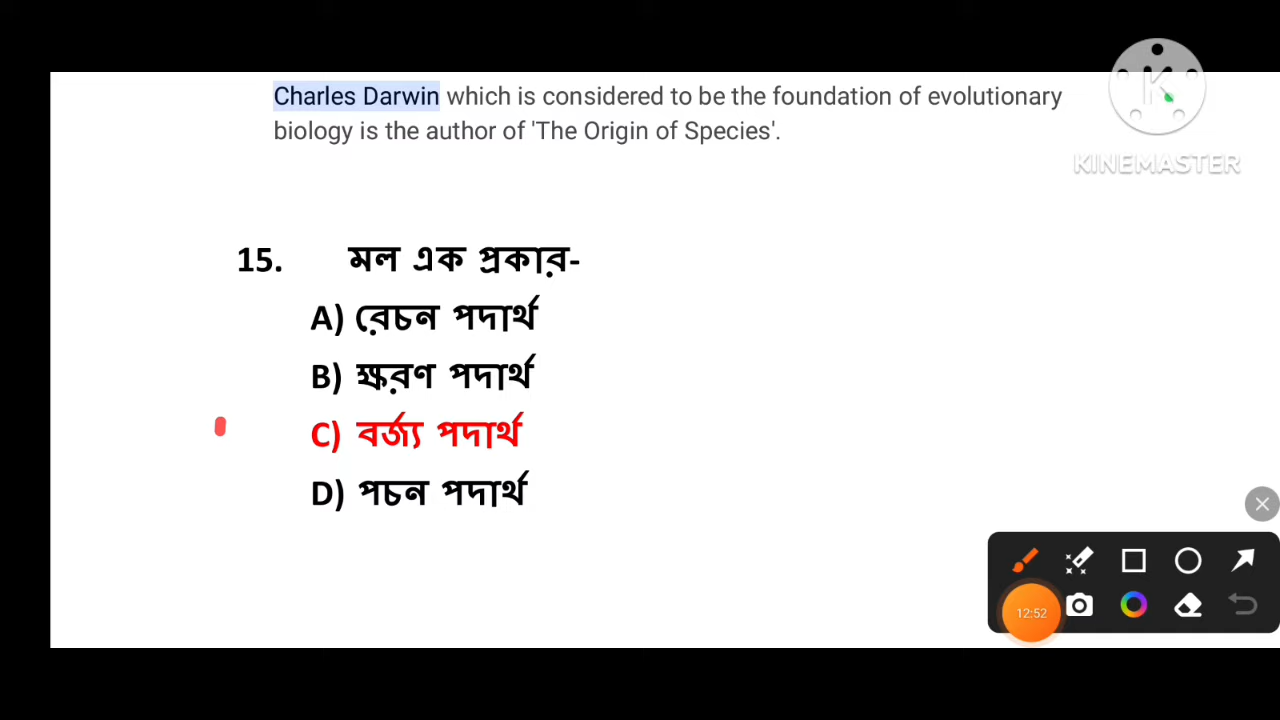 Charles Darwin which is considered to be the foundation of evolutionary
KINEMASTER
biology is the author of 'The Origin of Species'.
15. মল এক প্রকার-
A) রেচন পদার্থ
B) ক্ষরণ পদার্থ
C) বর্জ্য পদার্থ
D) পচন পদার্থ
12:52